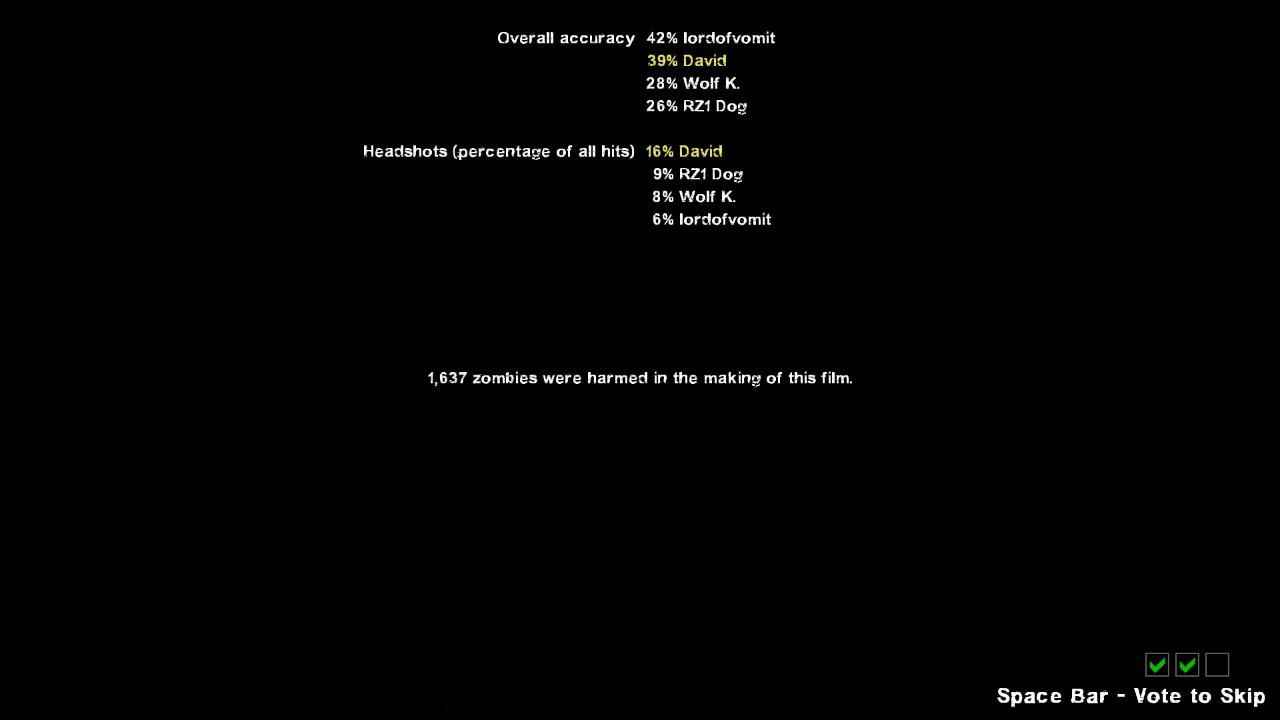 Overall accuracy 42% lordofvomit
39% David
28% Wolf K.
26% RZ1 Dog
Headshots (percentage of all hits) 16% David
9% RZ1 Dog
8% Wolf K.
6% lordofvomit
1,637 zombies were harmed in the making of this film.
Space Bar - Vote to Skip